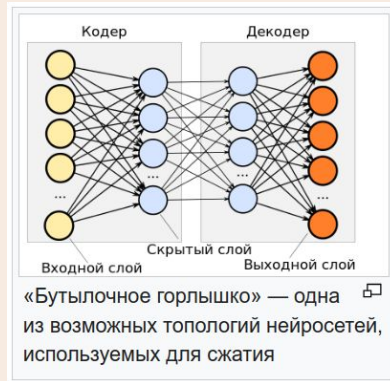 Кодер
Декодер
...
...
...
...
Скрытый слой
Входной слой
Выходной слой
«Бутылочное горлышко» — одна
из возможных топологий нейросетей,
используемых для сжатия